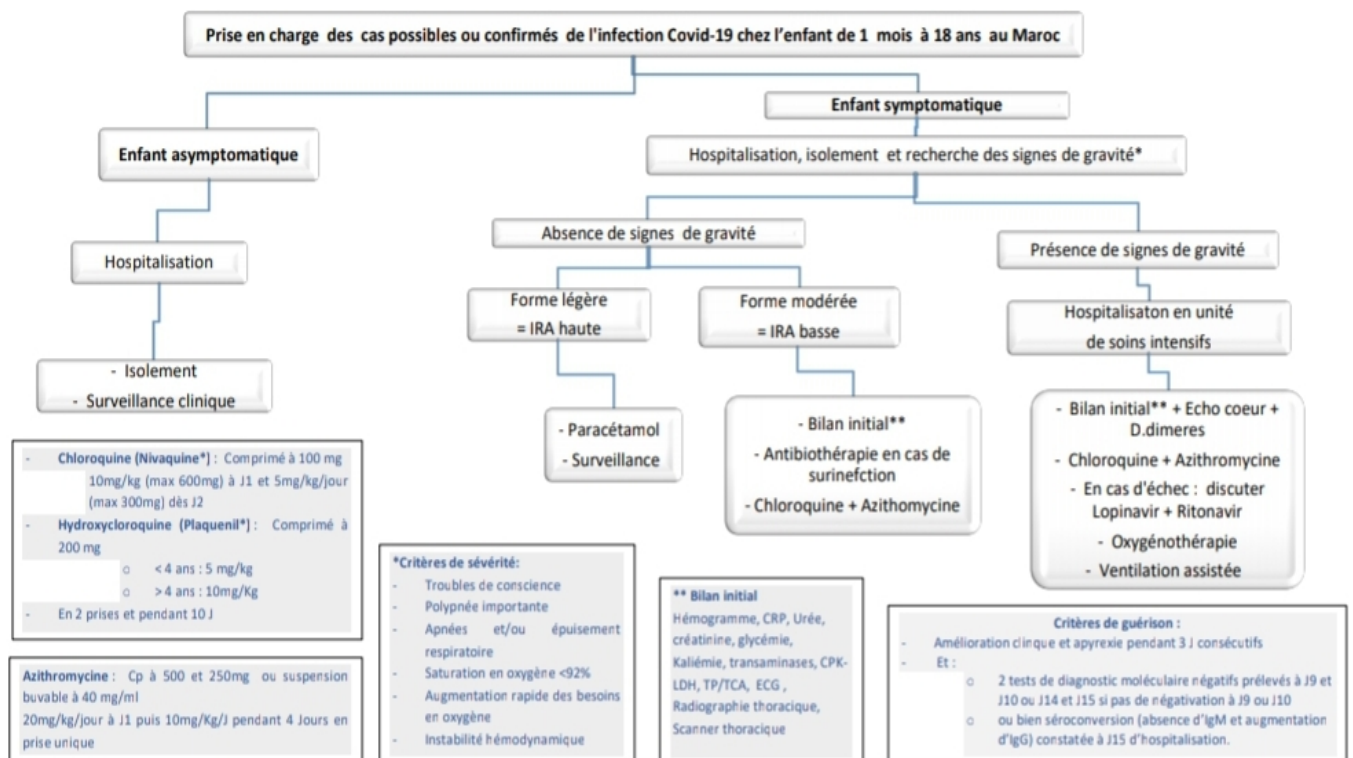 Prise en charge des cas possibles ou confirmés de l'infection Covid-19 chez l'enfant de 1 mois à 18 ans au Maroc
Enfant asymptomatique
Hospitalisation
- Isolement
- Surveillance clinique
Enfant symptomatique
Hospitalisation, isolement et recherche des signes de gravité*
Absence de signes de gravité
Forme légère
= IRA haute
- Paracétamol
- Surveillance
Forme modérée
= IRA basse
- Bilan initial**
- Antibiothérapie en cas de
surinefction
- Chloroquine + Azithomycine
Présence de signes de gravité
Hospitalisaton en unité
de soins intensifs
- Bilan initial** + Echo coeur +
D.dimeres
- Chloroquine + Azithromycine
- En cas d'échec : discuter
Lopinavir + Ritonavir
- Oxygénothérapie
- Ventilation assistée
- Chloroquine (Nivaquine*) : Comprimé à 100 mg
10mg/kg (max 600mg) à J1 et 5mg/kg/jour
(max 300mg) dès J2
- Hydroxycloroquine (Plaquenil*) : Comprimé à
200 mg
o < 4 ans : 5 mg/kg
o > 4 ans : 10mg/Kg
- En 2 prises et pendant 10 J
Azithromycine : Cp à 500 et 250mg ou suspension
buvable à 40 mg/ml
20mg/kg/jour à J1 puis 10mg/Kg/J pendant 4 Jours en
prise unique
*Critères de sévérité:
- Troubles de conscience
- Polypnée importante
- Apnées et/ou épuisement
respiratoire
- Saturation en oxygène <92%
- Augmentation rapide des besoins
en oxygène
- Instabilité hémodynamique
** Bilan initial
Hémogramme, CRP, Urée,
créatinine, glycémie,
Kaliémie, transaminases, CPK-
LDH, TP/TCA, ECG ,
Radiographie thoracique,
Scanner thoracique
Critères de guérison :
- Amélioration clinque et apyrexie pendant 3 J consécutifs
- Et :
o 2 tests de diagnostic moléculaire négatifs prélevés à J9 et
J10 ou J14 et J15 si pas de négativation à J9 ou J10
o ou bien séroconversion (absence d'IgM et augmentation
d'IgG) constatée à J15 d'hospitalisation.